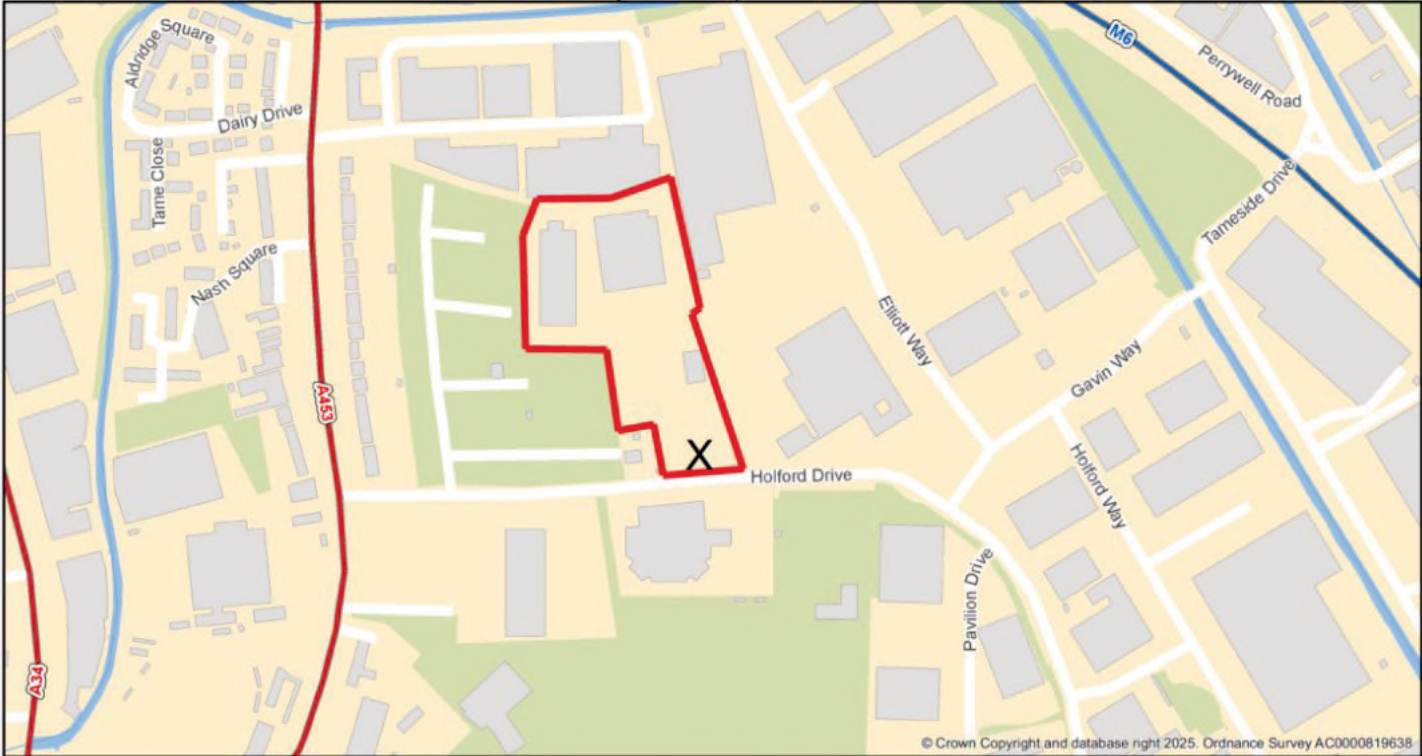 M6
Perrywell Road
Aldridge Square
Dairy Drive
Tame Close
Tameside Drive
Nash Square
Elliott Way
Gavin Way
A453
X
Holford Drive
Holford Way
Pavilion Drive
A34
© Crown Copyright and database right 2025. Ordnance Survey AC0000819638